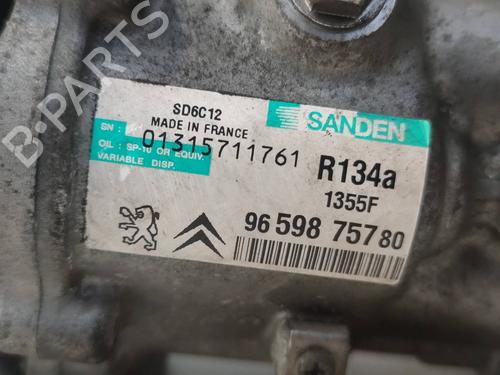 B-PARTS
SD6C12
MADE IN FRANCE
SANDEN
SN:
01315711761
OIL: SP-10 OR EQUIV.
VARIABLE DISP.
R134a
1355F
96 598 757 80